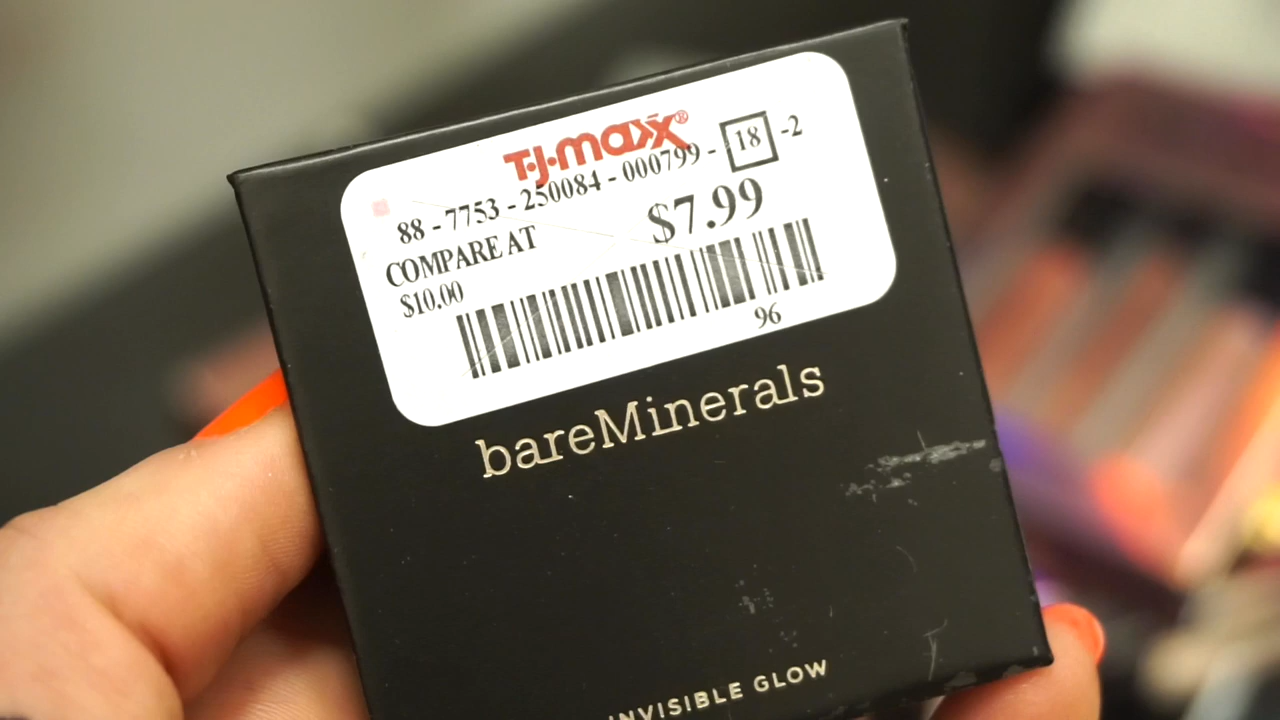 T·J·maxx®
88 - 7753 - 250084 - 000799 - 18 -2
COMPARE AT
$7.99
$10.00
96
bareMinerals
INVISIBLE GLOW